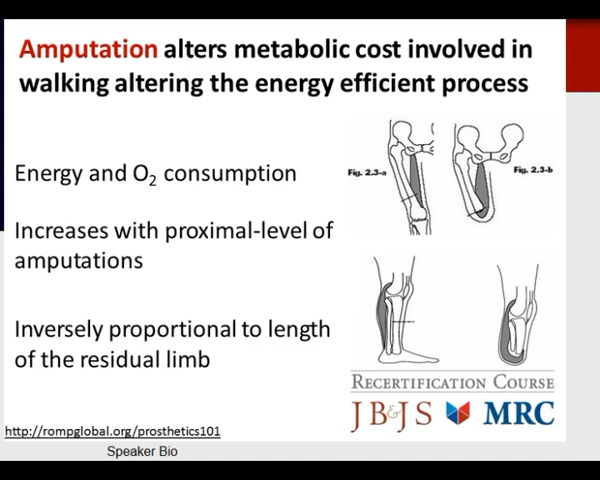 Amputation alters metabolic cost involved in
walking altering the energy efficient process
Energy and O₂ consumption
Increases with proximal-level of
amputations
Inversely proportional to length
of the residual limb
Fig. 2.3-a
Fig. 2.3-b
RECERTIFICATION COURSE
JB&JS MRC
http://rompglobal.org/prosthetics101
Speaker Bio